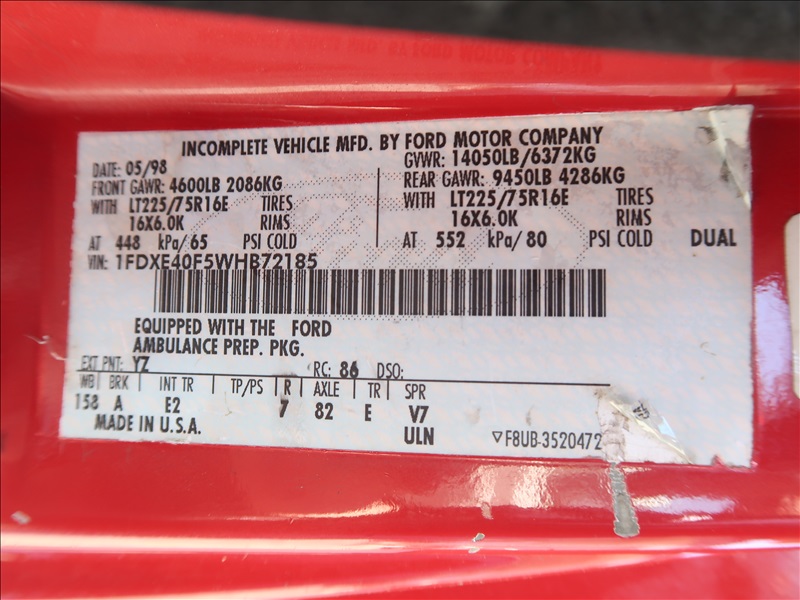 INCOMPLETE VEHICLE MFD. BY FORD MOTOR COMPANY
DATE: 05/98 GVWR: 14050LB/6372KG
FRONT GAWR: 4600LB 2086KG REAR GAWR: 9450LB 4286KG
WITH LT225/75R16E TIRES WITH LT225/75R16E TIRES
16X6.0K RIMS 16X6.0K RIMS
AT 448 kPa/65 PSI COLD AT 552 kPa/80 PSI COLD DUAL
VIN: 1FDXE40F5WHB72185
EQUIPPED WITH THE FORD
AMBULANCE PREP. PKG.
EXT PNT: YZ RC: 86 DSO:
WB BRK INT TR TP/PS R AXLE TR SPR
158 A E2 7 82 E V7
MADE IN U.S.A. ULN ▽F8UB-3520472